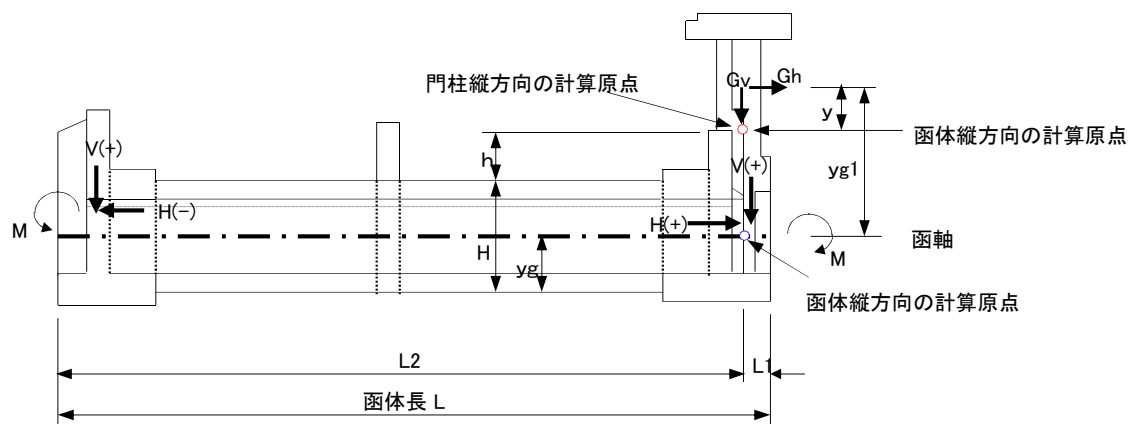 Gv
Gh
門柱縦方向の計算原点
y
函体縦方向の計算原点
V(+)
h
V(+)
yg1
H(-)
H(+)
M
H
yg
函軸
M
函体縦方向の計算原点
L2
L1
函体長 L